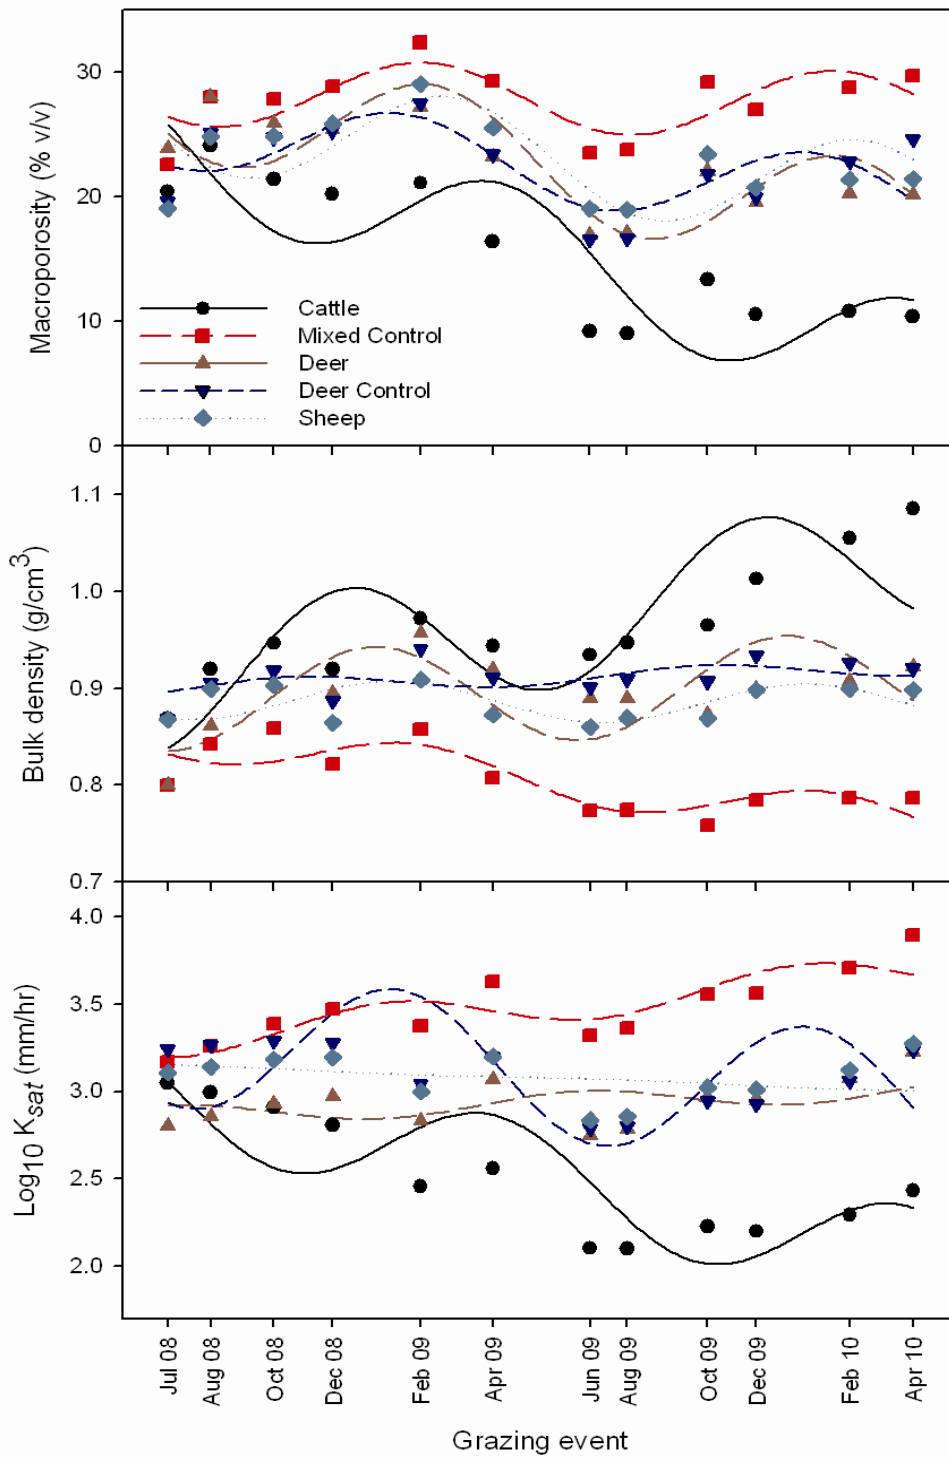 Macroporosity (% v/v)
30
20
10
0
Cattle
Mixed Control
Deer
Deer Control
Sheep
Bulk density (g/cm3)
1.1
1.0
0.9
0.8
0.7
Log10 Ksat (mm/hr)
4.0
3.5
3.0
2.5
2.0
Jul 08
Aug 08
Oct 08
Dec 08
Feb 09
Apr 09
Jun 09
Aug 09
Oct 09
Dec 09
Feb 10
Apr 10
Grazing event